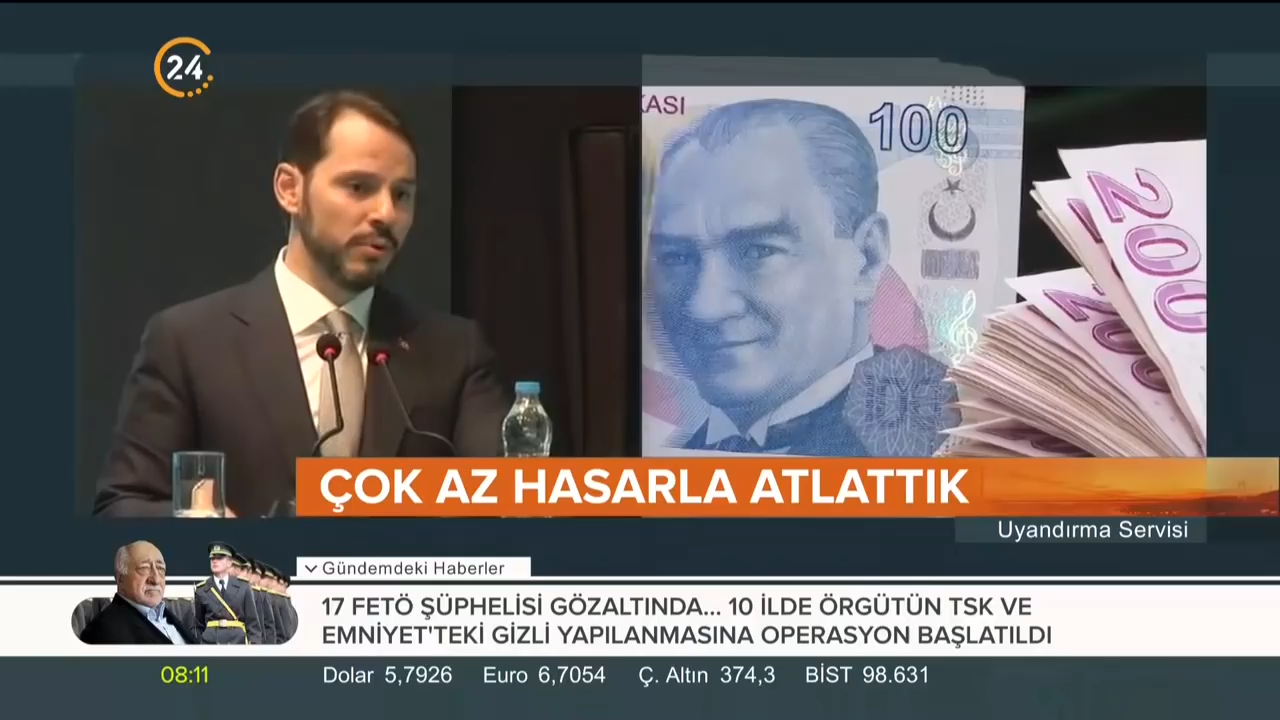 24
KASI
100
200
200
ÇOK AZ HASARLA ATLATTIK
Uyandırma Servisi
Gündemdeki Haberler
17 FETÖ ŞÜPHELİSİ GÖZALTINDA... 10 İLDE ÖRGÜTÜN TSK VE
EMNİYET'TEKİ GİZLİ YAPILANMASINA OPERASYON BAŞLATILDI
08:11 Dolar 5,7926 Euro 6,7054 Ç. Altın 374,3 BİST 98.631